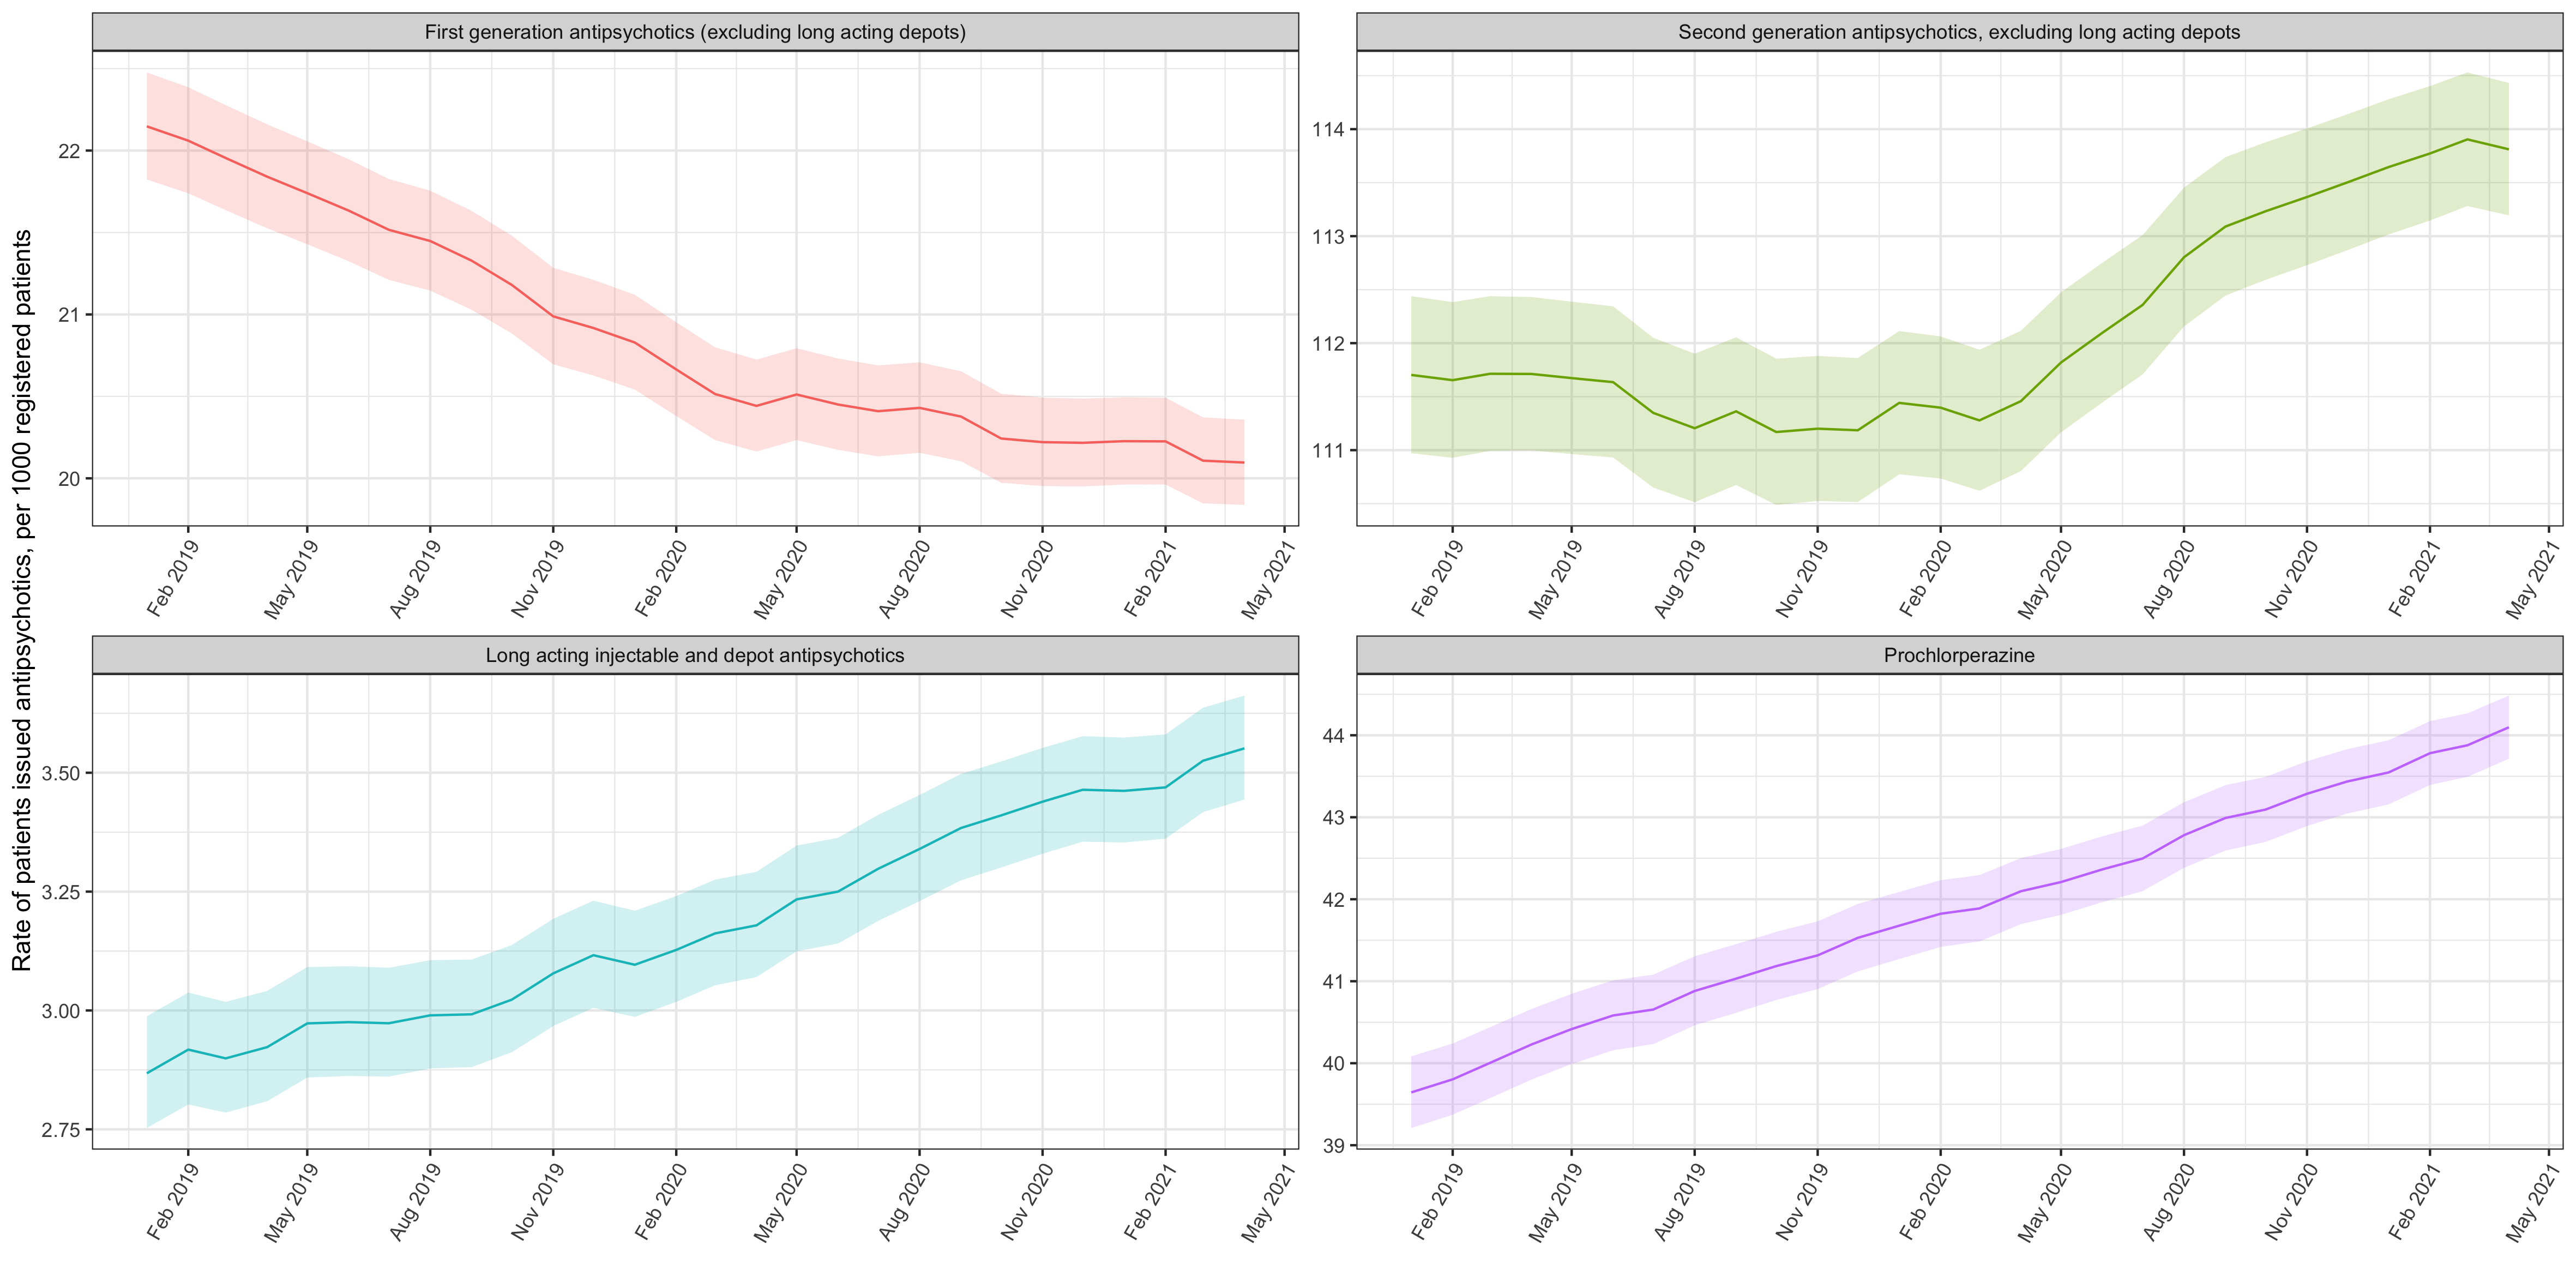 Rate of patients issued antipsychotics, per 1000 registered patients
First generation antipsychotics (excluding long acting depots)
22
21
20
Feb 2019
May 2019
Aug 2019
Nov 2019
Feb 2020
May 2020
Aug 2020
Nov 2020
Feb 2021
May 2021
Second generation antipsychotics, excluding long acting depots
114
113
112
111
Feb 2019
May 2019
Aug 2019
Nov 2019
Feb 2020
May 2020
Aug 2020
Nov 2020
Feb 2021
May 2021
Long acting injectable and depot antipsychotics
3.50
3.25
3.00
2.75
Feb 2019
May 2019
Aug 2019
Nov 2019
Feb 2020
May 2020
Aug 2020
Nov 2020
Feb 2021
May 2021
Prochlorperazine
44
43
42
41
40
39
Feb 2019
May 2019
Aug 2019
Nov 2019
Feb 2020
May 2020
Aug 2020
Nov 2020
Feb 2021
May 2021